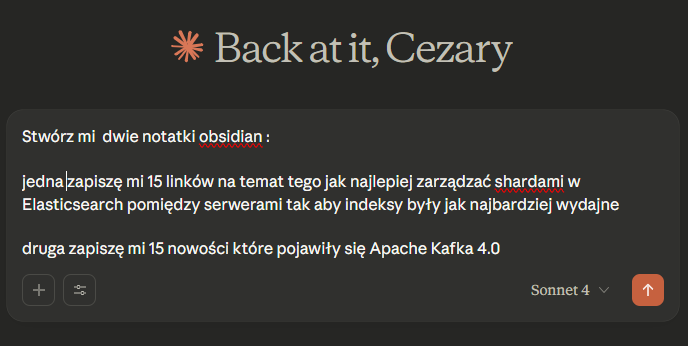 Back at it, Cezary
Stwórz mi  dwie notatki obsidian :
jedna zapiszę mi 15 linków na temat tego jak najlepiej zarządzać shardami w
Elasticsearch pomiędzy serwerami tak aby indeksy były jak najbardziej wydajne
druga zapiszę mi 15 nowości które pojawiły się Apache Kafka 4.0
Sonnet 4